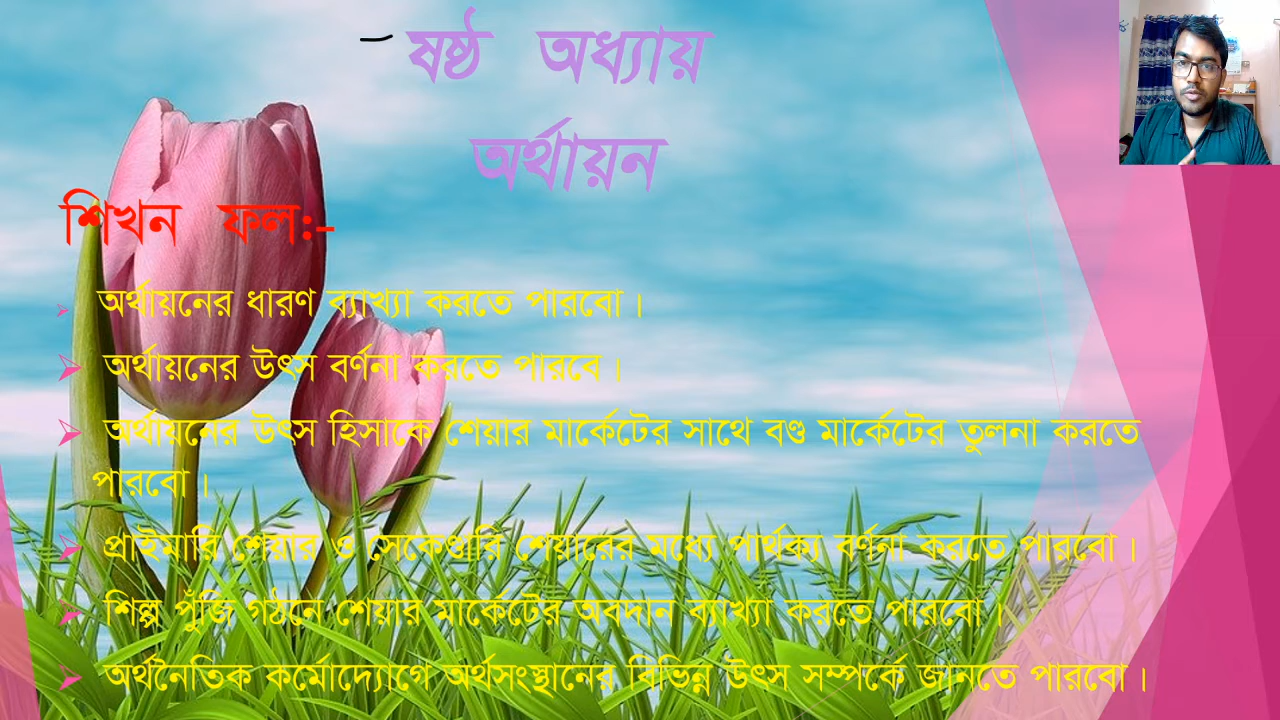 ষষ্ঠ অধ্যায়
অর্থায়ন
শিখন ফল:-
অর্থায়নের ধারণ ব্যাখ্যা করতে পারবো।
অর্থায়নের উৎস বর্ণনা করতে পারবে।
অর্থায়নের উৎস হিসাকে শেয়ার মার্কেটের সাথে বণ্ড মার্কেটের তুলনা করতে
পারবো।
প্রাইমারি শেয়ার ও সেকেণ্ডারি শেয়ারের মধ্যে পার্থক্য বর্ণনা করতে পারবো।
শিল্প পুঁজি গঠনে শেয়ার মার্কেটের অবদান ব্যাখ্যা করতে পারবো।
অর্থনৈতিক কর্মোদ্যোগে অর্থসংস্থানের বিভিন্ন উৎস সম্পর্কে জানতে পারবো।